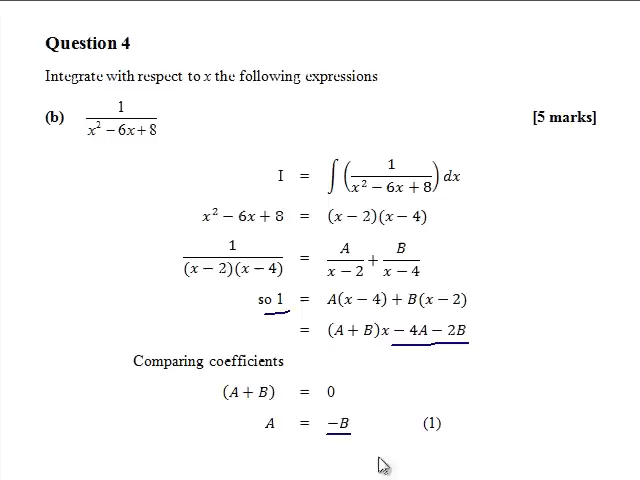 Question 4
Integrate with respect to x the following expressions
(b) 1/(x² − 6x+8) [5 marks]
I = ∫ (1/(x² − 6x + 8)) dx
x² − 6x + 8 = (x − 2)(x − 4)
1/((x − 2)(x − 4)) = A/(x − 2) + B/(x − 4)
so 1 = A(x − 4) + B(x − 2)
= (A + B)x − 4A − 2B
Comparing coefficients
(A + B) = 0
A = −B (1)